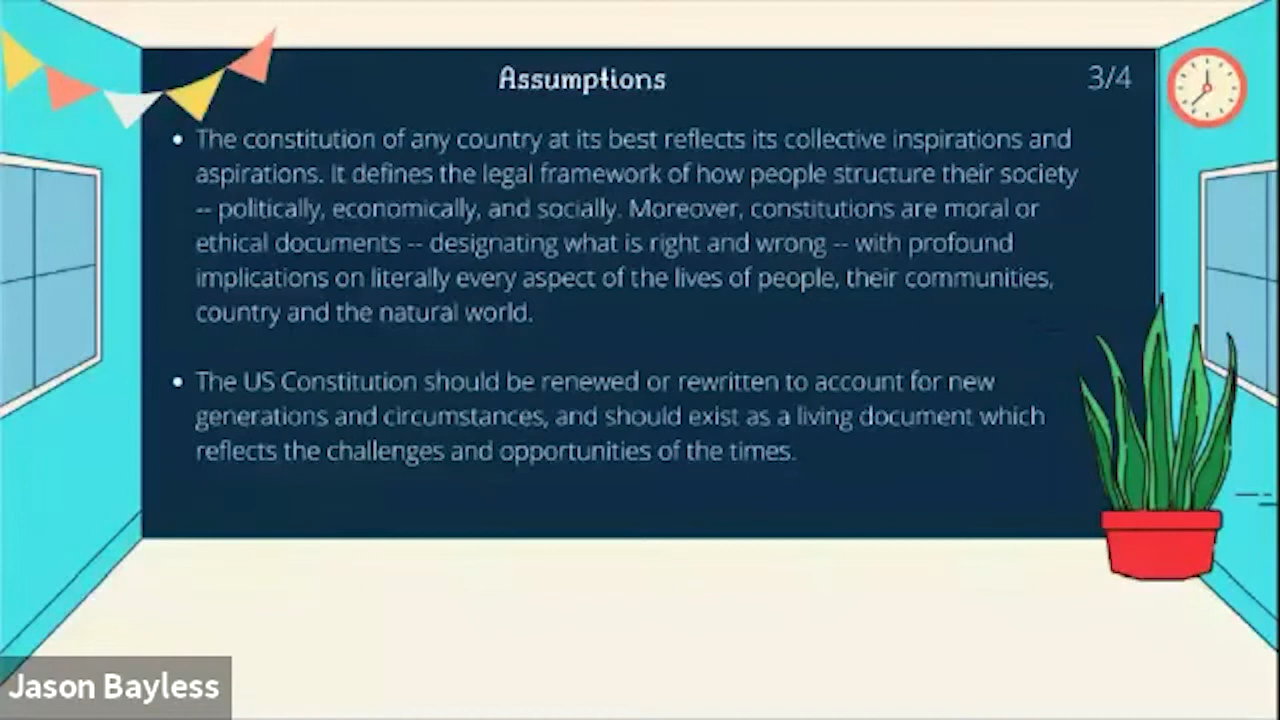 Assumptions
3/4
• The constitution of any country at its best reflects its collective inspirations and
aspirations. It defines the legal framework of how people structure their society
-- politically, economically, and socially. Moreover, constitutions are moral or
ethical documents -- designating what is right and wrong -- with profound
implications on literally every aspect of the lives of people, their communities,
country and the natural world.
• The US Constitution should be renewed or rewritten to account for new
generations and circumstances, and should exist as a living document which
reflects the challenges and opportunities of the times.
Jason Bayless